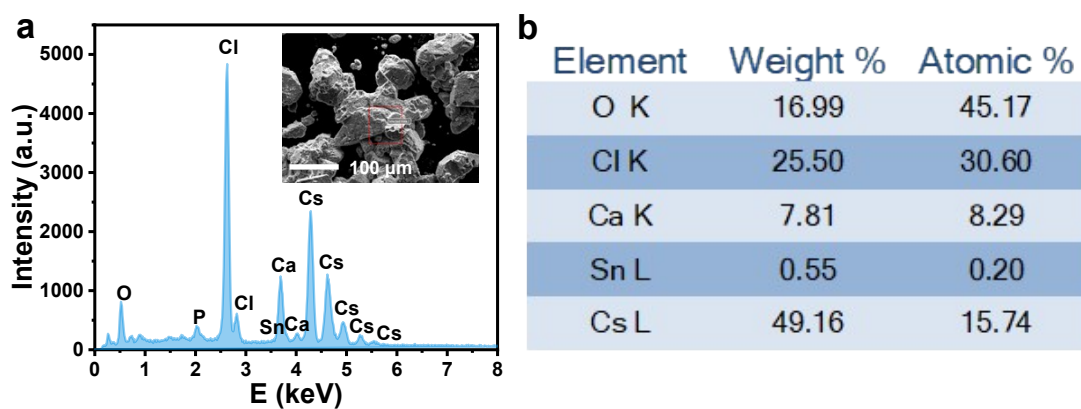 a
Intensity (a.u.)
5000
4000
3000
2000
1000
0
0 1 2 3 4 5 6 7 8
E (keV)
O
P
Cl
Cl
Sn
Ca
Ca
Cs
Cs
Cs
Cs
Cs
100 μm
b
Element Weight % Atomic %
O K 16.99 45.17
Cl K 25.50 30.60
Ca K 7.81 8.29
Sn L 0.55 0.20
Cs L 49.16 15.74